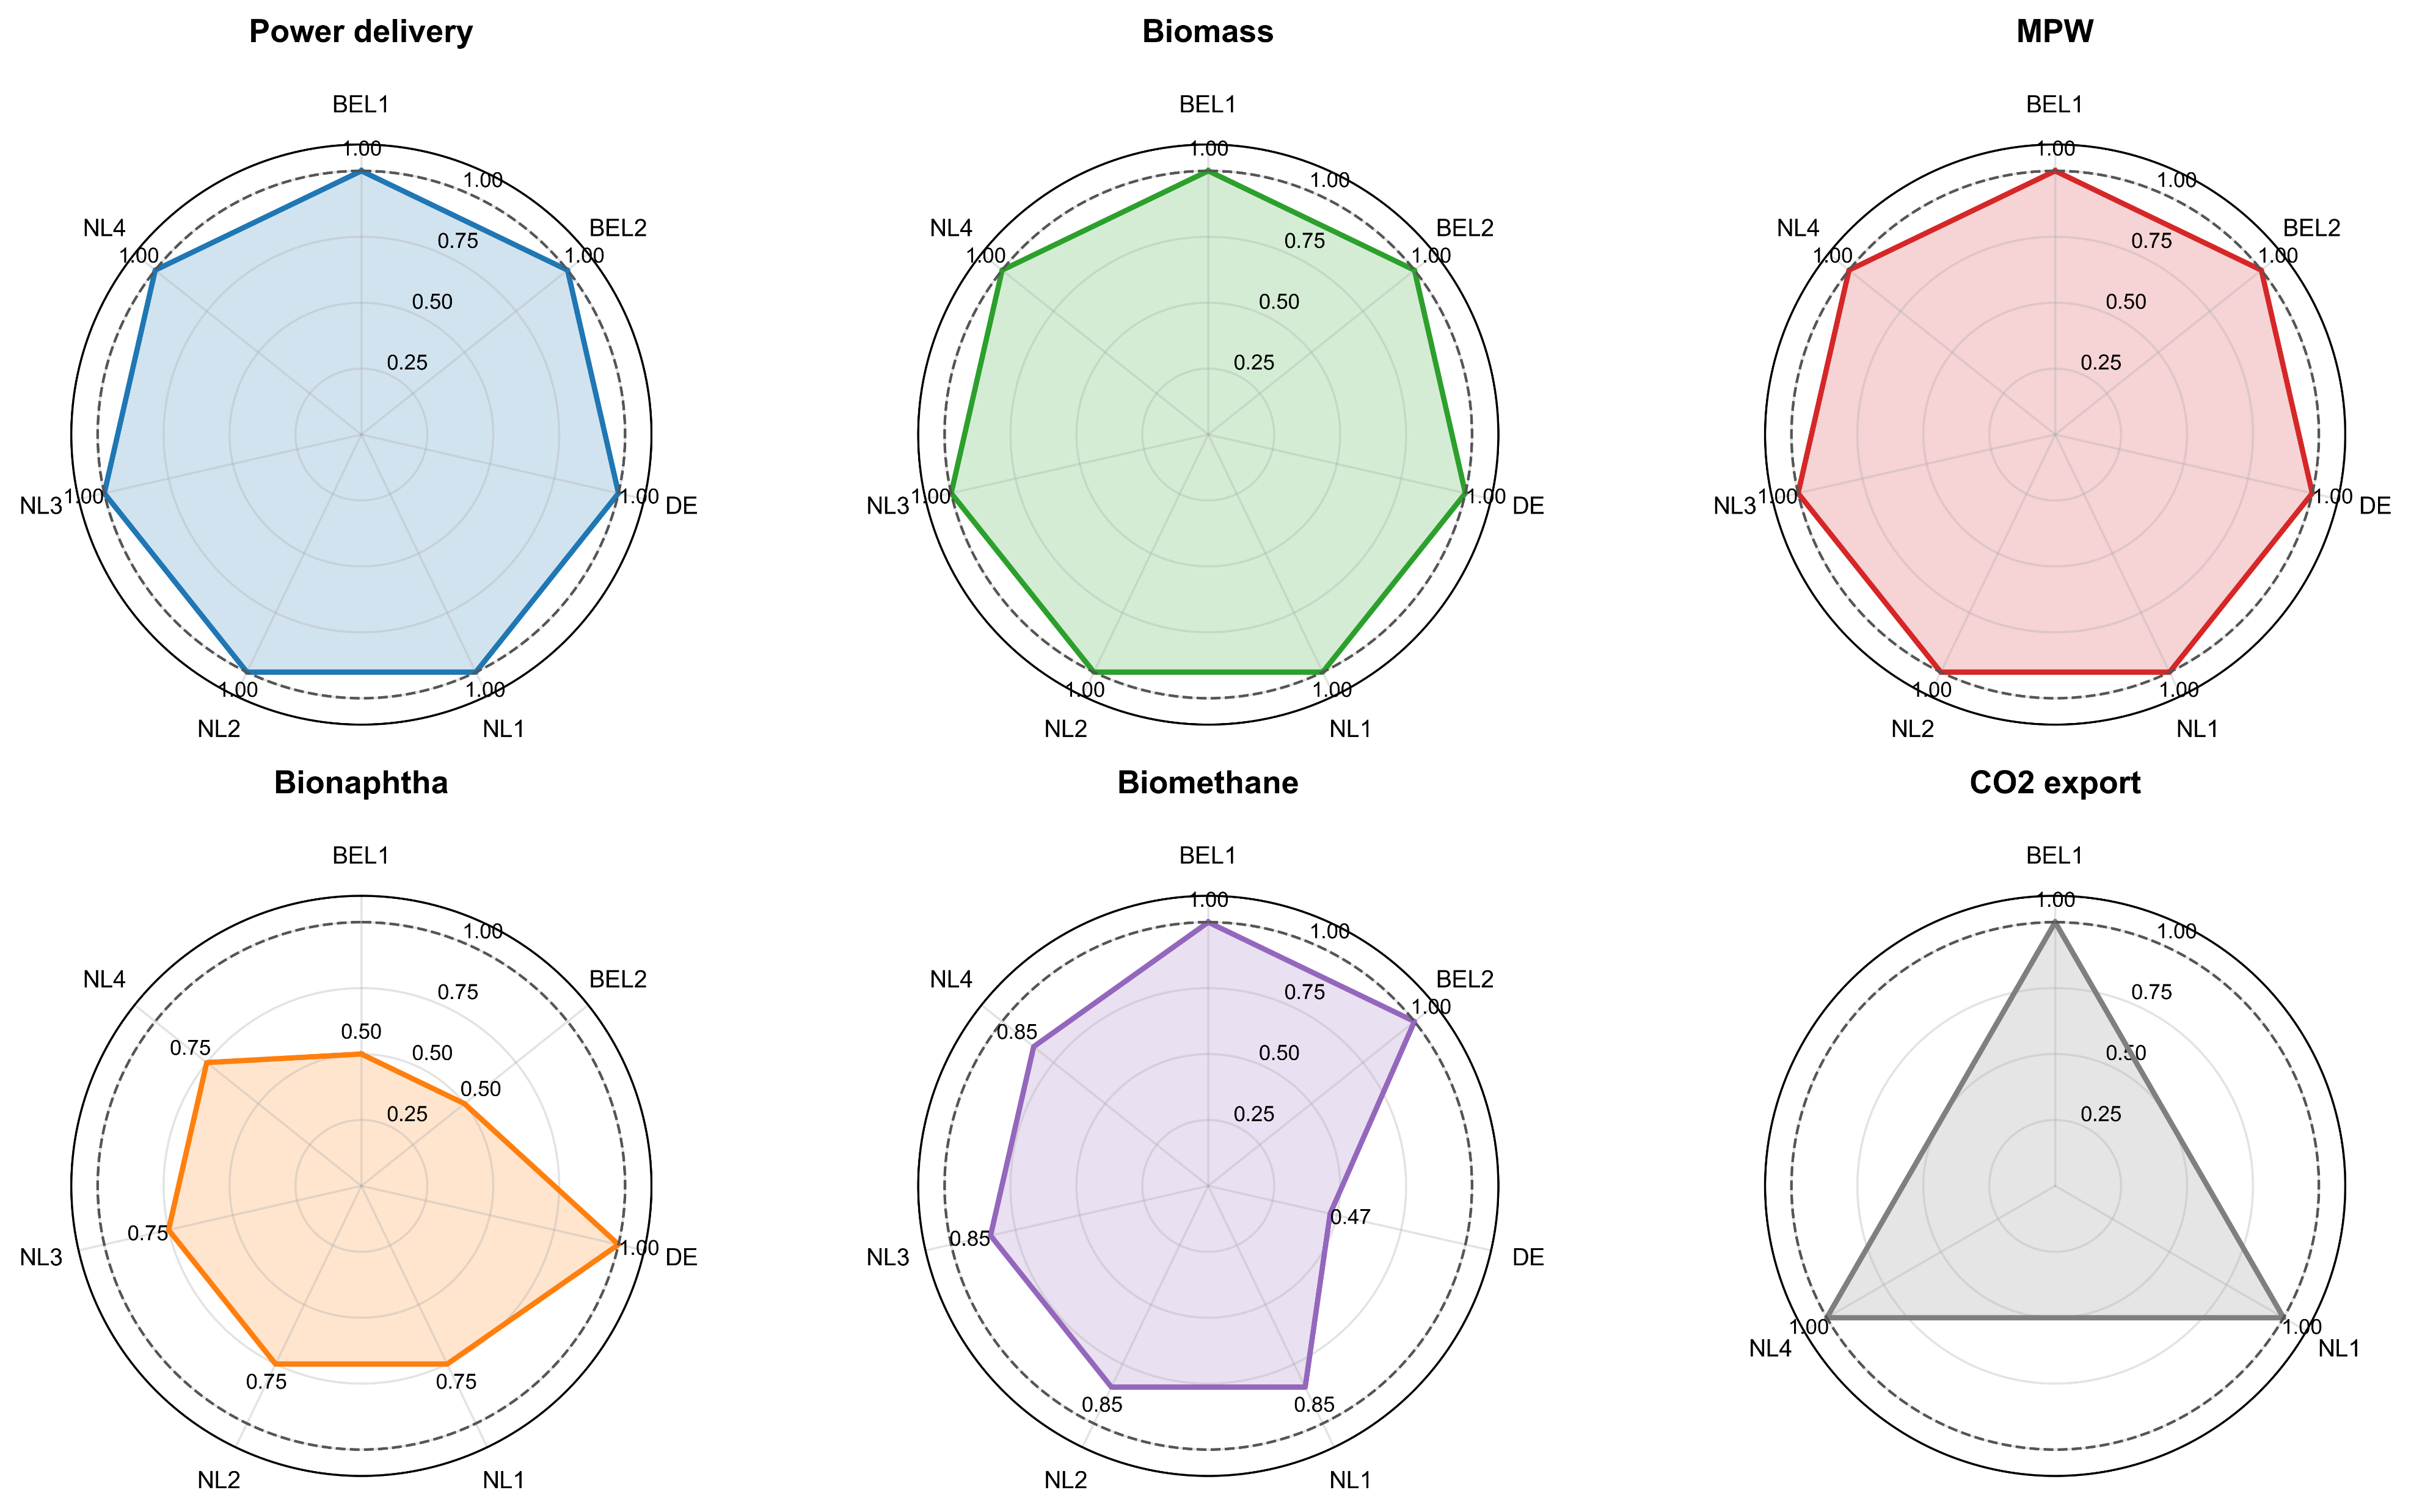 Power delivery
BEL1
1.00
1.00
NL4
BEL2
1.00
0.75
1.00
0.50
0.25
NL3
1.00
1.00
DE
1.00
1.00
NL2
NL1
Biomass
BEL1
1.00
1.00
NL4
BEL2
1.00
0.75
1.00
0.50
0.25
NL3
1.00
1.00
DE
1.00
1.00
NL2
NL1
MPW
BEL1
1.00
1.00
NL4
BEL2
1.00
0.75
1.00
0.50
0.25
NL3
1.00
1.00
DE
1.00
1.00
NL2
NL1
Bionaphtha
BEL1
1.00
NL4
BEL2
0.75
0.50
0.75
0.50
0.50
0.25
0.75
NL3
1.00
DE
0.75
0.75
NL2
NL1
Biomethane
BEL1
1.00
1.00
NL4
BEL2
0.75
1.00
0.85
0.50
0.25
0.47
0.85
NL3
DE
0.85
0.85
NL2
NL1
CO2 export
BEL1
1.00
1.00
0.75
0.50
0.25
1.00
1.00
NL4
NL1